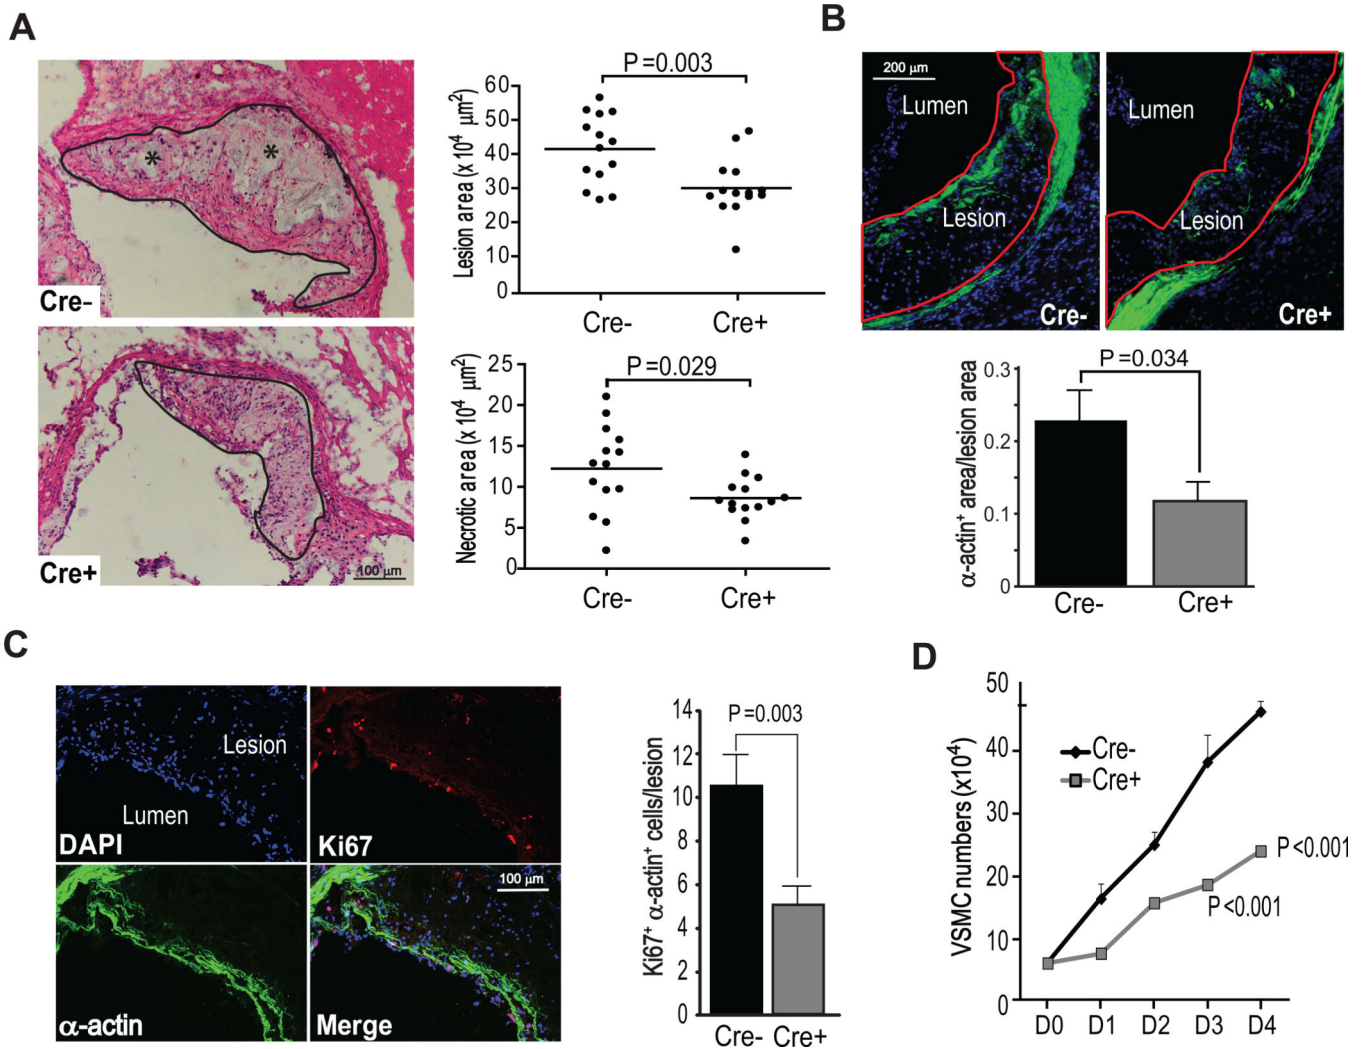 A
Cre-
Cre+
100 µm
*
*
P =0.003
Lesion area(x 10⁴ µm²)
60
50
40
30
20
10
0
Cre-
Cre+
P =0.029
Necrotic area(x 10⁴ µm²)
25
20
15
10
5
0
Cre-
Cre+
B
200 µm
Lumen
Lesion
Cre-
Lumen
Lesion
Cre+
P =0.034
α-actin⁺ area/lesion area
0.3
0.2
0.1
0
Cre-
Cre+
C
Lesion
Lumen
DAPI
Ki67
α-actin
100 µm
Merge
P =0.003
Ki67⁺ α-actin⁺ cells/lesion
14
12
10
8
6
4
2
0
Cre-
Cre+
D
VSMC numbers (x10⁴)
50
40
30
20
10
0
Cre-
Cre+
P <0.001
P <0.001
D0
D1
D2
D3
D4